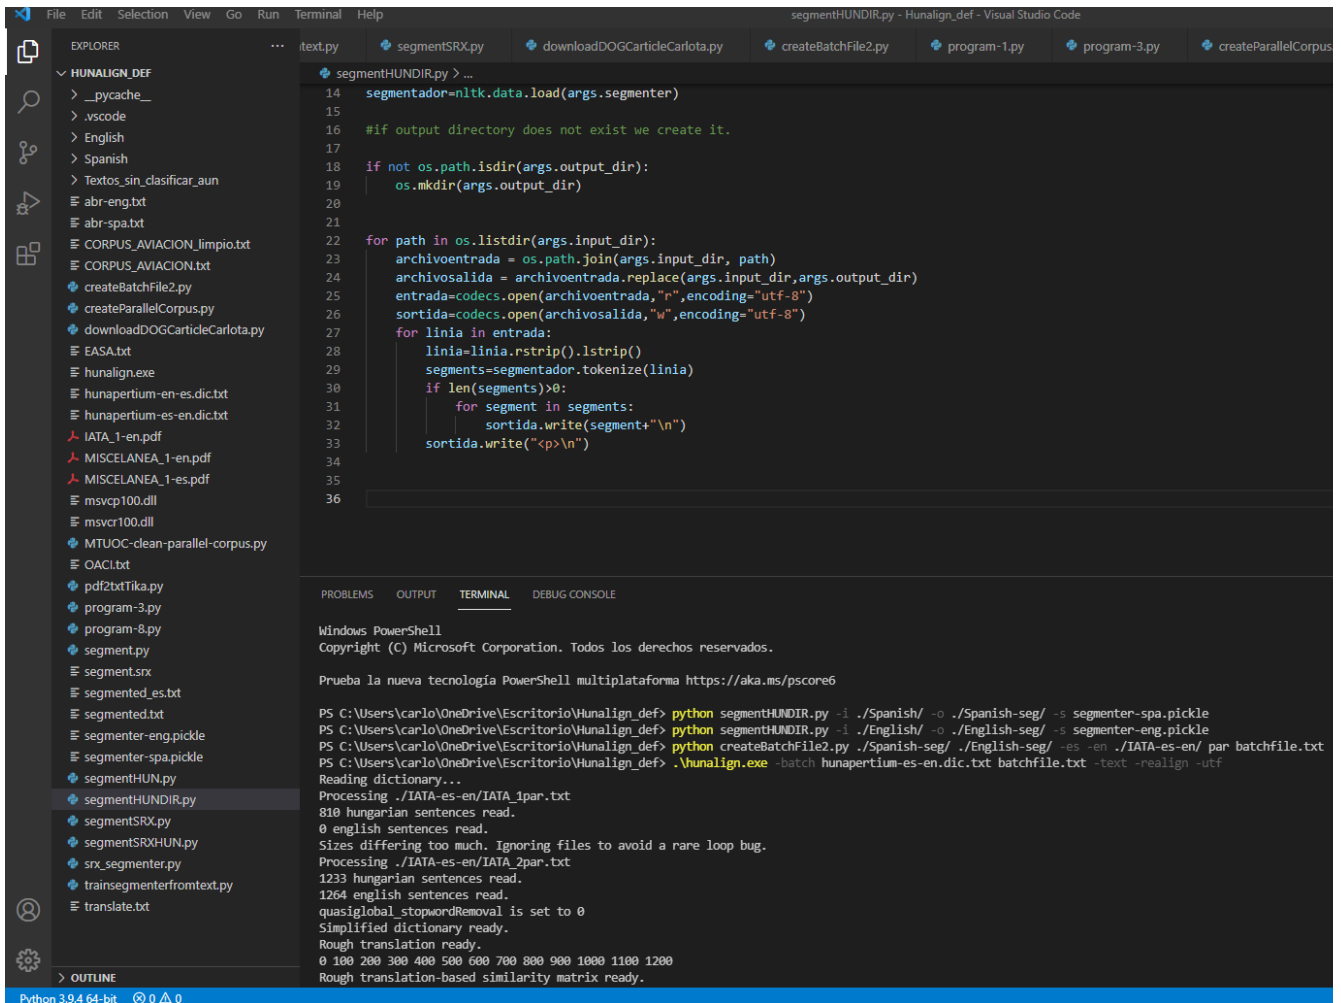 File Edit Selection View Go Run Terminal Help segmentHUNDIR.py - Hunalign_def - Visual Studio Code
EXPLORER ...
HUNALIGN_DEF
__pycache__
.vscode
English
Spanish
Textos_sin_clasificar_aun
abr-eng.txt
abr-spa.txt
CORPUS_AVIACION_limpio.txt
CORPUS_AVIACION.txt
createBatchFile2.py
createParallelCorpus.py
downloadDOGCarticleCarlota.py
EASA.txt
hunalign.exe
hunapertium-en-es.dic.txt
hunapertium-es-en.dic.txt
IATA_1-en.pdf
MISCELANEA_1-en.pdf
MISCELANEA_1-es.pdf
msvcp100.dll
msvcr100.dll
MTUOC-clean-parallel-corpus.py
OACI.txt
pdf2txtTika.py
program-3.py
program-8.py
segment.py
segment.srx
segmented_es.txt
segmented.txt
segmenter-eng.pickle
segmenter-spa.pickle
segmentHUN.py
segmentHUNDIR.py
segmentSRX.py
segmentSRXHUN.py
srx_segmenter.py
trainsegmenterfromtext.py
translate.txt
OUTLINE
text.py segmentSRX.py downloadDOGCarticleCarlota.py createBatchFile2.py program-1.py program-3.py createParallelCorpus
segmentHUNDIR.py > ...
14 segmentador=nltk.data.load(args.segmenter)
15
16 #if output directory does not exist we create it.
17
18 if not os.path.isdir(args.output_dir):
19 os.mkdir(args.output_dir)
20
21
22 for path in os.listdir(args.input_dir):
23 archivoentrada = os.path.join(args.input_dir, path)
24 archivosalida = archivoentrada.replace(args.input_dir,args.output_dir)
25 entrada=codecs.open(archivoentrada,"r",encoding="utf-8")
26 sortida=codecs.open(archivosalida,"w",encoding="utf-8")
27 for linia in entrada:
28 linia=linia.rstrip().lstrip()
29 segments=segmentador.tokenize(linia)
30 if len(segments)>0:
31 for segment in segments:
32 sortida.write(segment+"\n")
33 sortida.write("<p>\n")
34
35
36
PROBLEMS OUTPUT TERMINAL DEBUG CONSOLE
Windows PowerShell
Copyright (C) Microsoft Corporation. Todos los derechos reservados.
Prueba la nueva tecnología PowerShell multiplataforma https://aka.ms/pscore6
PS C:\Users\carlo\OneDrive\Escritorio\Hunalign_def> python segmentHUNDIR.py -i ./Spanish/ -o ./Spanish-seg/ -s segmenter-spa.pickle
PS C:\Users\carlo\OneDrive\Escritorio\Hunalign_def> python segmentHUNDIR.py -i ./English/ -o ./English-seg/ -s segmenter-eng.pickle
PS C:\Users\carlo\OneDrive\Escritorio\Hunalign_def> python createBatchFile2.py ./Spanish-seg/ ./English-seg/ -es -en ./IATA-es-en/ par batchfile.txt
PS C:\Users\carlo\OneDrive\Escritorio\Hunalign_def> .\hunalign.exe -batch hunapertium-es-en.dic.txt batchfile.txt -text -realign -utf
Reading dictionary...
Processing ./IATA-es-en/IATA_1par.txt
810 hungarian sentences read.
0 english sentences read.
Sizes differing too much. Ignoring files to avoid a rare loop bug.
Processing ./IATA-es-en/IATA_2par.txt
1233 hungarian sentences read.
1264 english sentences read.
quasiglobal_stopwordRemoval is set to 0
Simplified dictionary ready.
Rough translation ready.
0 100 200 300 400 500 600 700 800 900 1000 1100 1200
Rough translation-based similarity matrix ready.
Python 3.9.4 64-bit 0 0